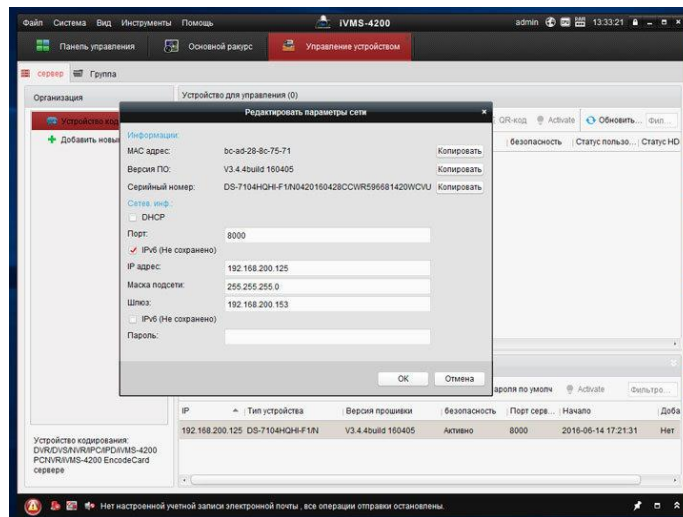 Файл Система Вид Инструменты Помощь iVMS-4200 admin 13:33:21
Панель управления Основной ракурс Управление устройством
сервер Группа
Организация
Устройство для управления (0)
Устройство код
Добавить новы
Редактировать параметры сети
QR-код Activate Обновить... Фил...
безопасность Статус пользо... Статус HD
Информации:
MAC адрес: bc-ad-28-8c-75-71 Копировать
Версия ПО: V3.4.4build 160405 Копировать
Серийный номер: DS-7104HQHI-F1/N0420160428CCWR596681420WCVU Копировать
Сетев. инф.:
DHCP
Порт: 8000
IPv6 (Не сохранено)
IP адрес: 192.168.200.125
Маска подсети: 255.255.255.0
Шлюз: 192.168.200.153
IPv6 (Не сохранено)
Пароль:
OK Отмена
ароля по умолч Activate Фильтро...
IP Тип устройства Версия прошивки безопасность Порт серв... Начало Доба
192.168.200.125 DS-7104HQHI-F1/N V3.4.4build 160405 Активно 8000 2016-06-14 17:21:31 Нет
Устройство кодирования:
DVR/DVS/NVR/IPC/IPD/iVMS-4200
PCNVR/iVMS-4200 EncodeCard
сервере
Нет настроенной учетной записи электронной почты , все операции отправки остановлены.